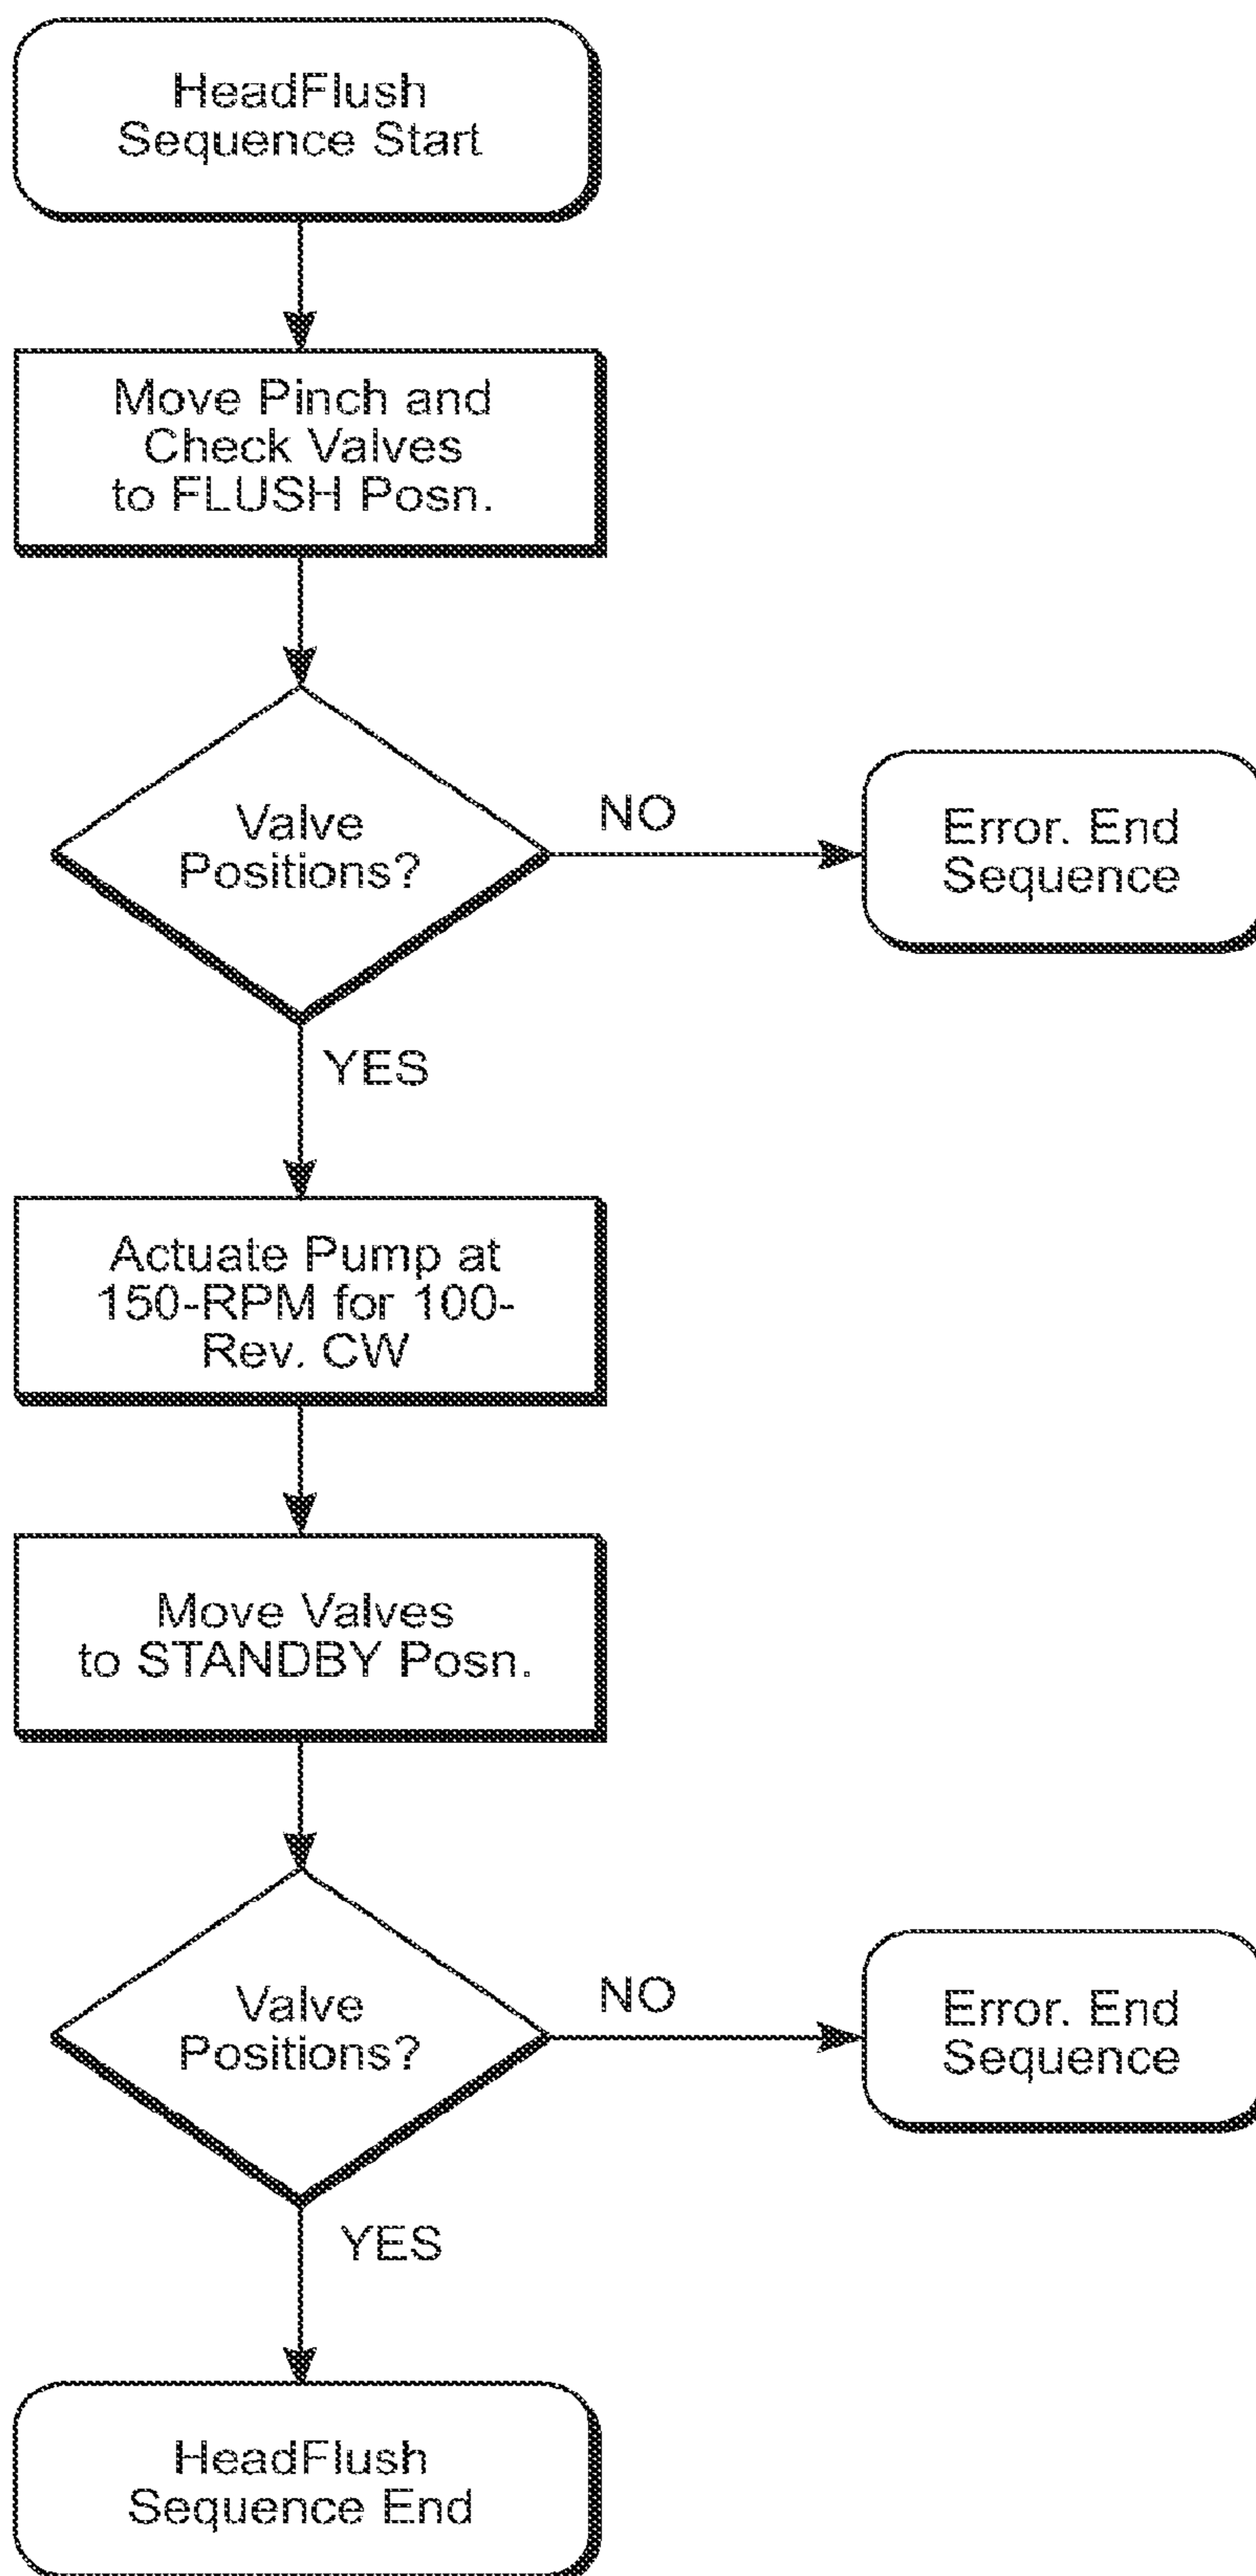 HeadFlush
Sequence Start
Move Pinch and
Check Valves
to FLUSH Posn.
Valve
Positions?
NO
Error. End
Sequence
YES
Actuate Pump at
150-RPM for 100-
Rev. CW
Move Valves
to STANDBY Posn.
Valve
Positions?
NO
Error. End
Sequence
YES
HeadFlush
Sequence End